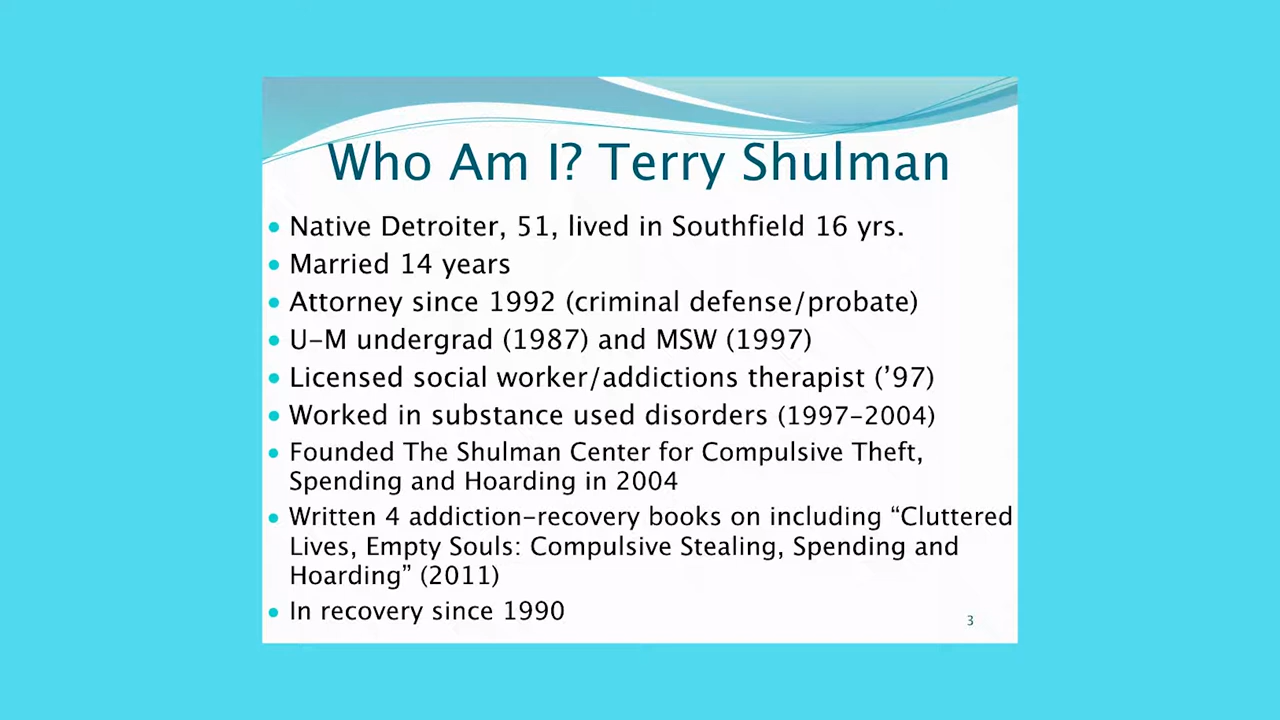 Who Am I? Terry Shulman
• Native Detroiter, 51, lived in Southfield 16 yrs.
• Married 14 years
• Attorney since 1992 (criminal defense/probate)
• U-M undergrad (1987) and MSW (1997)
• Licensed social worker/addictions therapist (’97)
• Worked in substance used disorders (1997-2004)
• Founded The Shulman Center for Compulsive Theft,
Spending and Hoarding in 2004
• Written 4 addiction-recovery books on including “Cluttered
Lives, Empty Souls: Compulsive Stealing, Spending and
Hoarding” (2011)
• In recovery since 1990
3